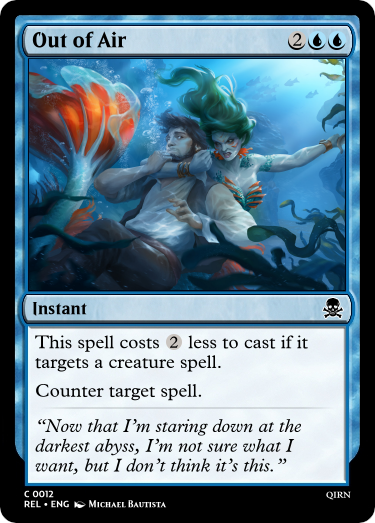 Out of Air 2
Instant
This spell costs 2 less to cast if it
targets a creature spell.
Counter target spell.
“Now that I’m staring down at the
darkest abyss, I’m not sure what I
want, but I don’t think it’s this.”
C 0012
REL • ENG Michael Bautista
QIRN